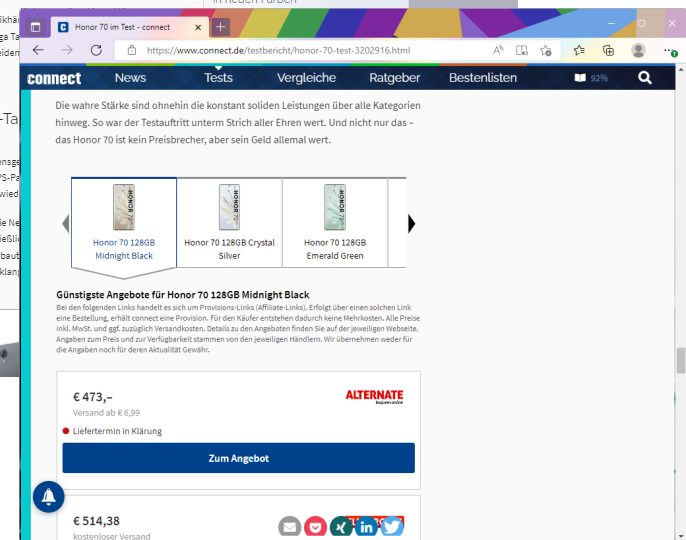 in neuen Farben
Honor 70 im Test - connect
https://www.connect.de/testbericht/honor-70-test-3202916.html
connect
News
Tests
Vergleiche
Ratgeber
Bestenlisten
92%
Die wahre Stärke sind ohnehin die konstant soliden Leistungen über alle Kategorien
hinweg. So war der Testauftritt unterm Strich aller Ehren wert. Und nicht nur das –
das Honor 70 ist kein Preisbrecher, aber sein Geld allemal wert.
HONOR
HONOR
HONOR
Honor 70 128GB
Midnight Black
Honor 70 128GB Crystal
Silver
Honor 70 128GB
Emerald Green
Günstigste Angebote für Honor 70 128GB Midnight Black
Bei den folgenden Links handelt es sich um Provisions-Links (Affiliate-Links). Erfolgt über einen solchen Link
eine Bestellung, erhält connect eine Provision. Für den Käufer entstehen dadurch keine Mehrkosten. Alle Preise
inkl. MwSt. und ggf. zuzüglich Versandkosten. Details zu den Angeboten finden Sie auf der jeweiligen Webseite.
Angaben zum Preis und zur Verfügbarkeit stammen von den jeweiligen Händlern. Wir übernehmen weder für
die Angaben noch für deren Aktualität Gewähr.
€ 473,–
ALTERNATE
bequem online
Versand ab € 6,99
Liefertermin in Klärung
Zum Angebot
€ 514,38
kostenloser Versand